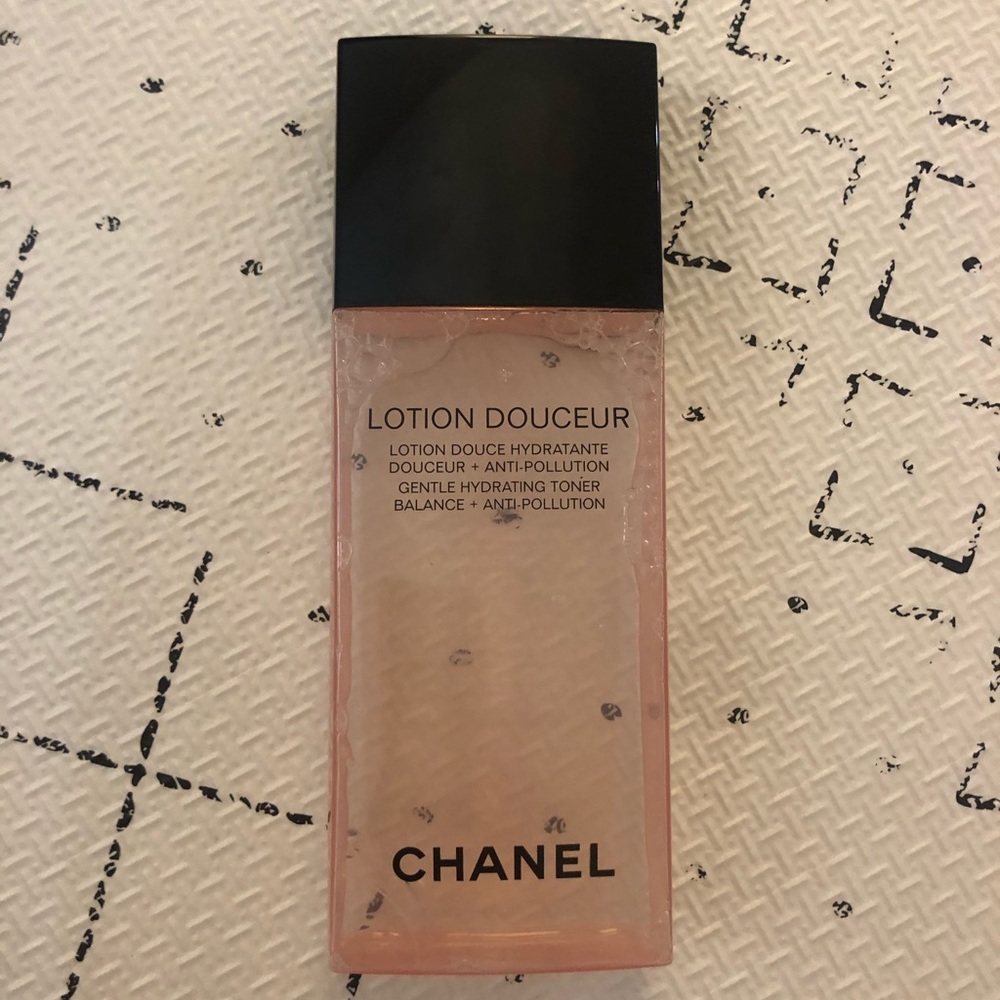 LOTION DOUCEUR
LOTION DOUCE HYDRATANTE
DOUCEUR + ANTI-POLLUTION
GENTLE HYDRATING TONER
BALANCE + ANTI-POLLUTION
CHANEL